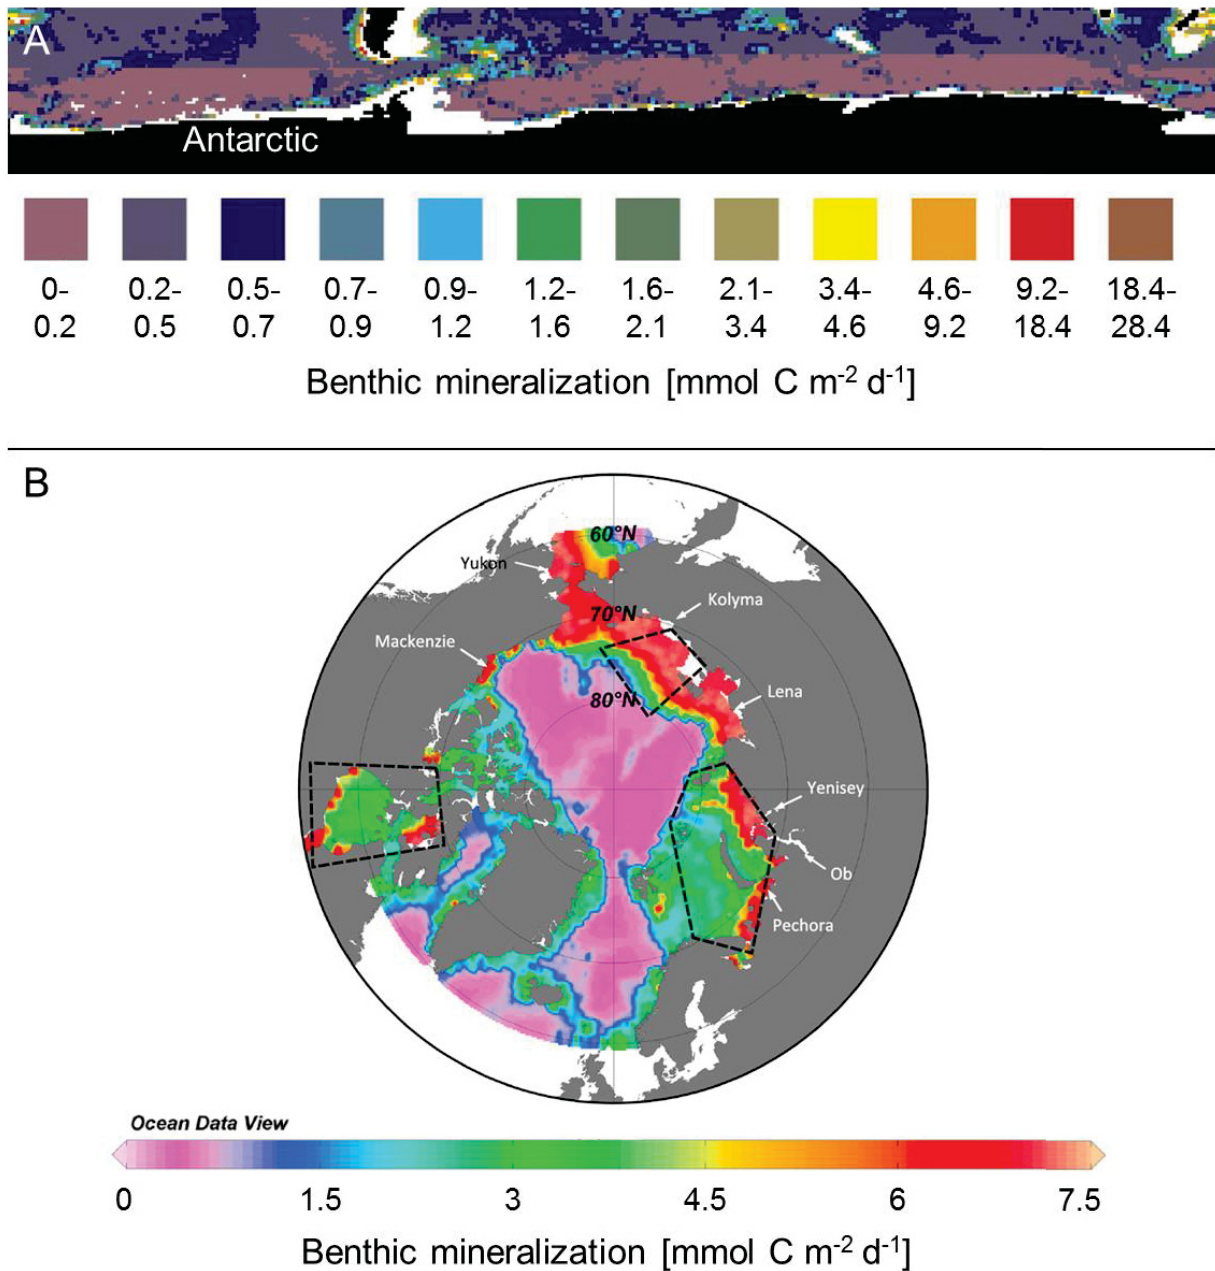 A
Antarctic
0- 0.2- 0.5- 0.7- 0.9- 1.2- 1.6- 2.1- 3.4- 4.6- 9.2- 18.4-
0.2 0.5 0.7 0.9 1.2 1.6 2.1 3.4 4.6 9.2 18.4 28.4
Benthic mineralization [mmol C m⁻² d⁻¹]
B
60°N
Yukon
Kolyma
70°N
Mackenzie
Lena
80°N
Yenisey
Ob
Pechora
Ocean Data View
0 1.5 3 4.5 6 7.5
Benthic mineralization [mmol C m⁻² d⁻¹]